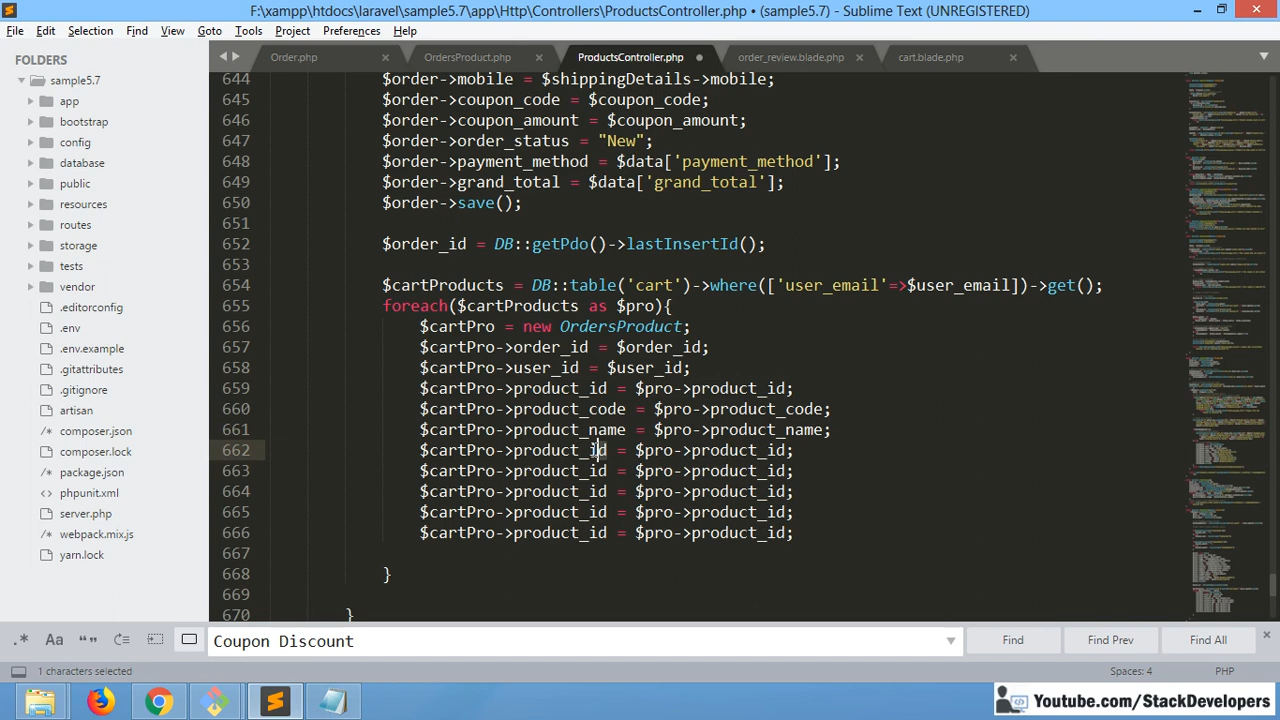 F:\xampp\htdocs\laravel\sample5.7\app\Http\Controllers\ProductsController.php • (sample5.7) - Sublime Text (UNREGISTERED)
File Edit Selection Find View Goto Tools Project Preferences Help
FOLDERS
sample5.7
app
bootstrap
config
database
public
resources
routes
storage
tests
vendor
.editorconfig
.env
.env.example
.gitattributes
.gitignore
artisan
composer.json
composer.lock
package.json
phpunit.xml
server.php
webpack.mix.js
yarn.lock
Order.php OrdersProduct.php ProductsController.php order_review.blade.php cart.blade.php
644 $order->mobile = $shippingDetails->mobile;
645 $order->coupon_code = $coupon_code;
646 $order->coupon_amount = $coupon_amount;
647 $order->order_status = "New";
648 $order->payment_method = $data['payment_method'];
649 $order->grand_total = $data['grand_total'];
650 $order->save();
651
652 $order_id = DB::getPdo()->lastInsertId();
653
654 $cartProducts = DB::table('cart')->where(['user_email'=>$user_email])->get();
655 foreach($cartProducts as $pro){
656 $cartPro = new OrdersProduct;
657 $cartPro->order_id = $order_id;
658 $cartPro->user_id = $user_id;
659 $cartPro->product_id = $pro->product_id;
660 $cartPro->product_code = $pro->product_code;
661 $cartPro->product_name = $pro->product_name;
662 $cartPro->product_id = $pro->product_id;
663 $cartPro->product_id = $pro->product_id;
664 $cartPro->product_id = $pro->product_id;
665 $cartPro->product_id = $pro->product_id;
666 $cartPro->product_id = $pro->product_id;
667
668 }
669
670 }
.* Aa “ ” Coupon Discount Find Find Prev Find All
1 characters selected Spaces: 4 PHP
Youtube.com/StackDevelopers